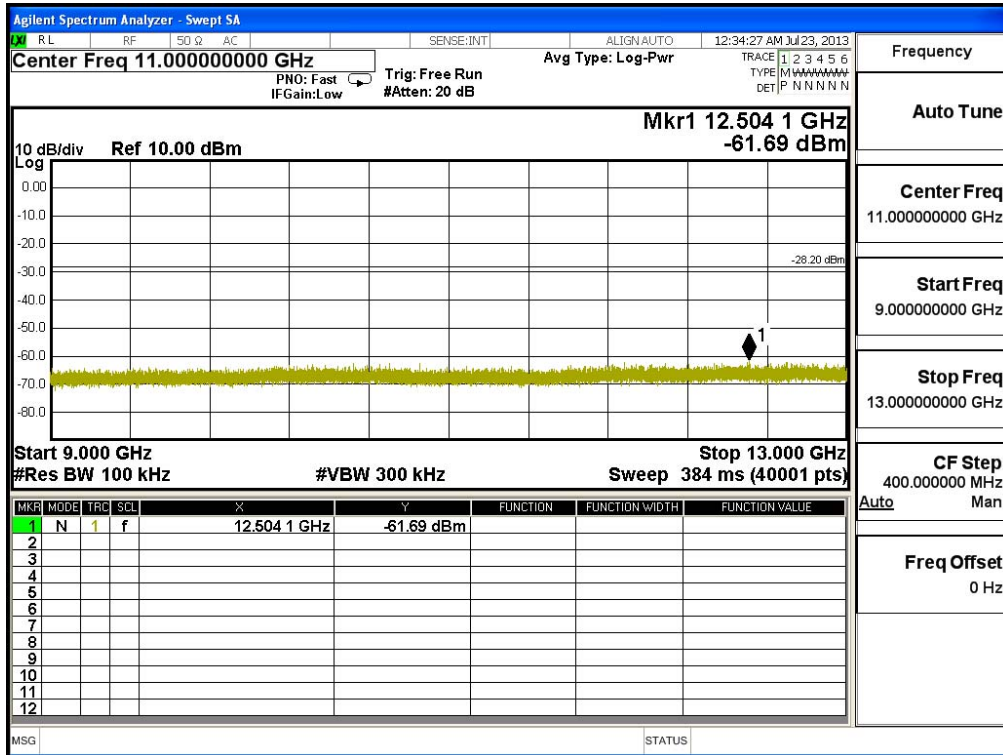 Agilent Spectrum Analyzer - Swept SA
LXI RL RF 50 Ω AC SENSE:INT ALIGN AUTO 12:34:27 AM Jul 23, 2013
Center Freq 11.000000000 GHz
PNO: Fast
IFGain:Low
Trig: Free Run
#Atten: 20 dB
Avg Type: Log-Pwr
TRACE 1 2 3 4 5 6
TYPE M WWWWW
DET P N N N N N
Mkr1 12.504 1 GHz
-61.69 dBm
10 dB/div Ref 10.00 dBm
Log
0.00
-10.0
-20.0
-28.20 dBm
-30.0
-40.0
-50.0
1
-60.0
-70.0
-80.0
Start 9.000 GHz Stop 13.000 GHz
#Res BW 100 kHz #VBW 300 kHz Sweep 384 ms (40001 pts)
MKR MODE TRC SCL X Y FUNCTION FUNCTION WIDTH FUNCTION VALUE
1 N 1 f 12.504 1 GHz -61.69 dBm
2
3
4
5
6
7
8
9
10
11
12
MSG STATUS
Frequency
Auto Tune
Center Freq
11.000000000 GHz
Start Freq
9.000000000 GHz
Stop Freq
13.000000000 GHz
CF Step
400.000000 MHz
Auto Man
Freq Offset
0 Hz